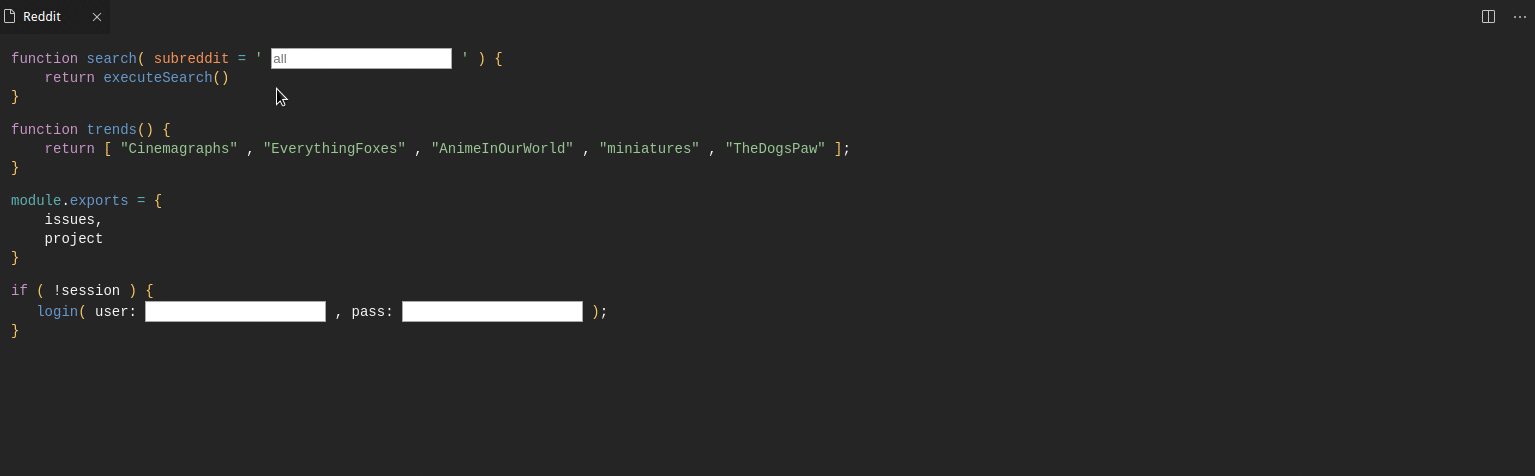 Reddit
function search( subreddit = ' all ' ) {
    return executeSearch()
}
function trends() {
    return [ "Cinemagraphs" , "EverythingFoxes" , "AnimeInOurWorld" , "miniatures" , "TheDogsPaw" ];
}
module.exports = {
    issues,
    project
}
if ( !session ) {
   login( user: , pass: );
}